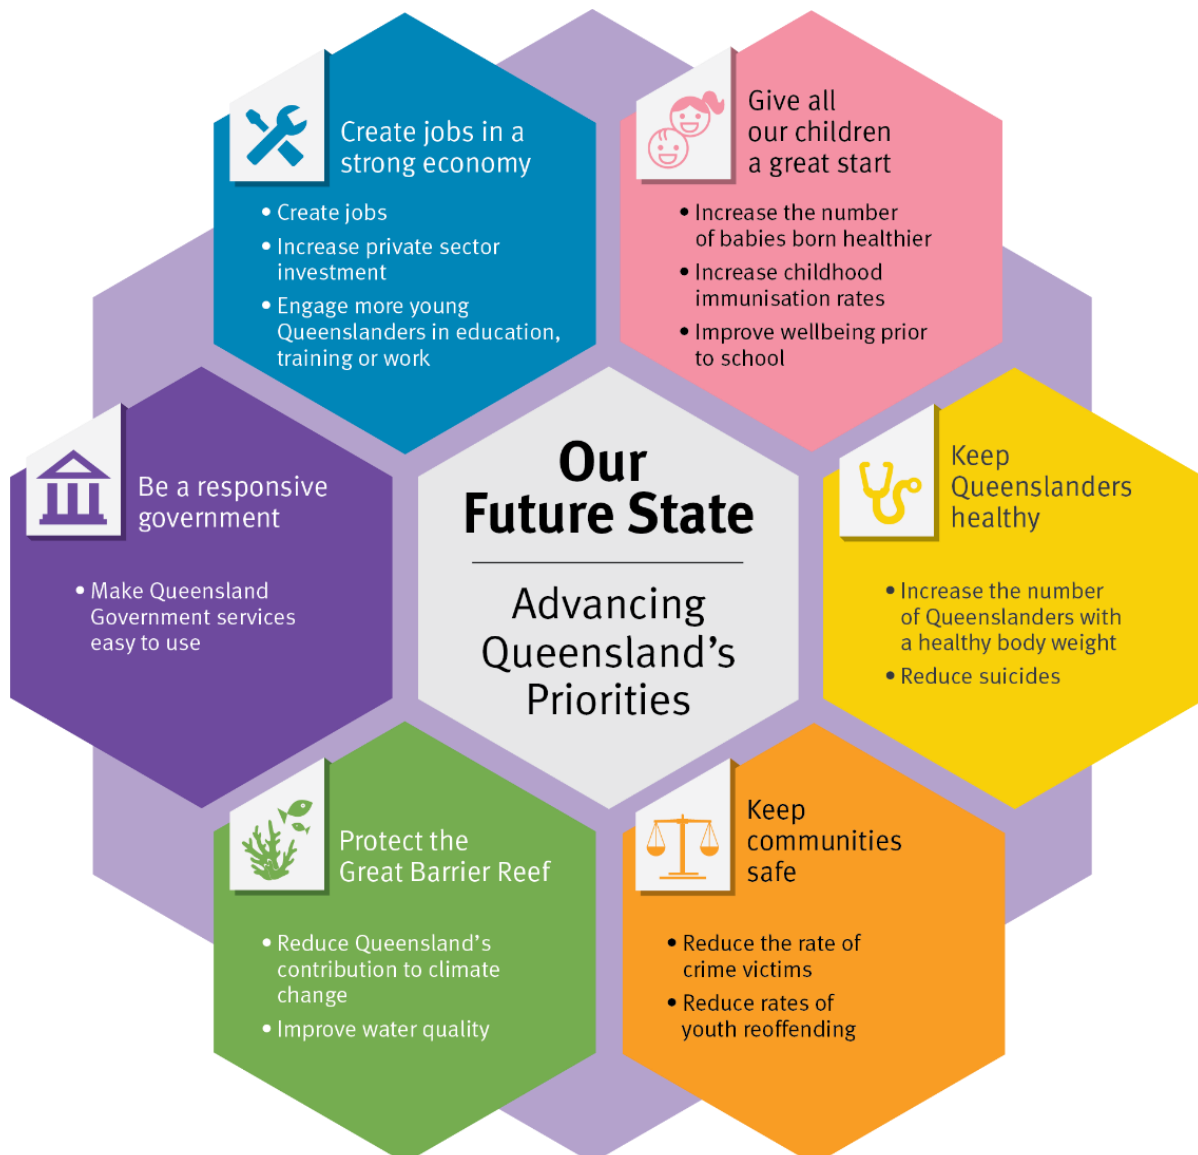 Create jobs in a
strong economy
• Create jobs
• Increase private sector
investment
• Engage more young
Queenslanders in education,
training or work
Give all
our children
a great start
• Increase the number
of babies born healthier
• Increase childhood
immunisation rates
• Improve wellbeing prior
to school
Be a responsive
government
• Make Queensland
Government services
easy to use
Our
Future State
Advancing
Queensland’s
Priorities
Keep
Queenslanders
healthy
• Increase the number
of Queenslanders with
a healthy body weight
• Reduce suicides
Protect the
Great Barrier Reef
• Reduce Queensland’s
contribution to climate
change
• Improve water quality
Keep
communities
safe
• Reduce the rate of
crime victims
• Reduce rates of
youth reoffending